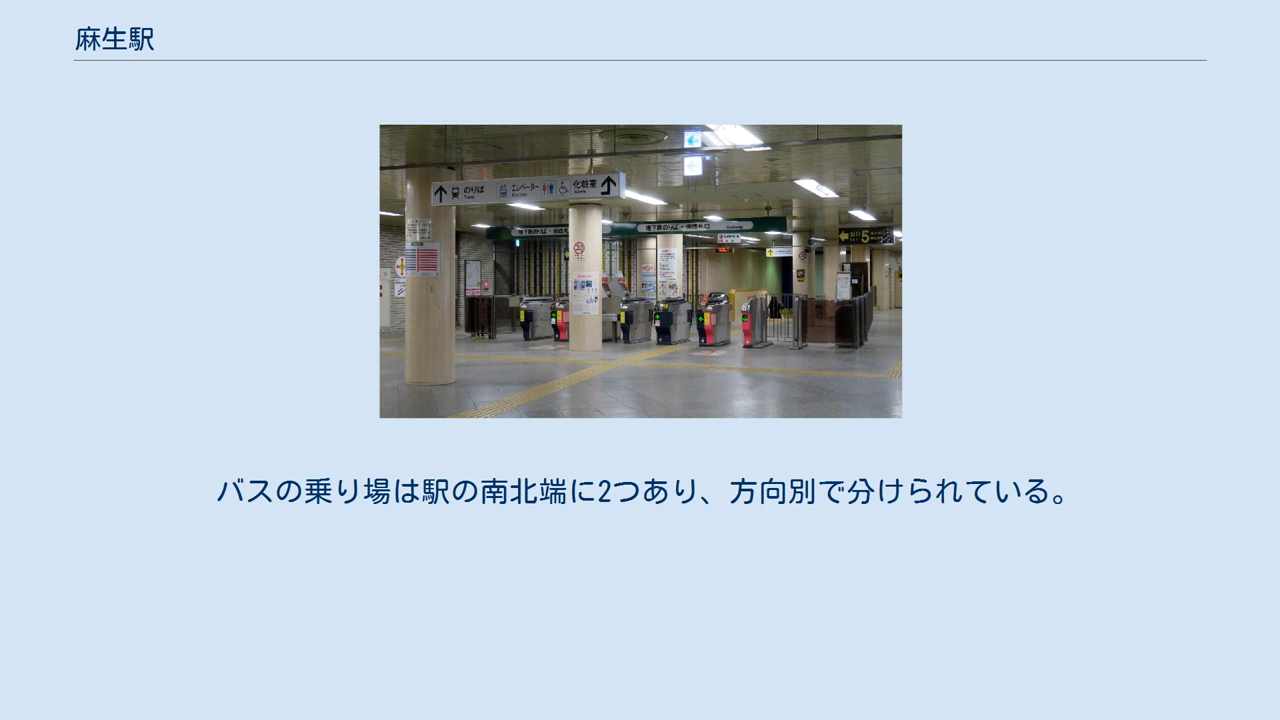 麻生駅
のりば
エレベーター
化粧室
5
バスの乗り場は駅の南北端に2つあり、方向別で分けられている。